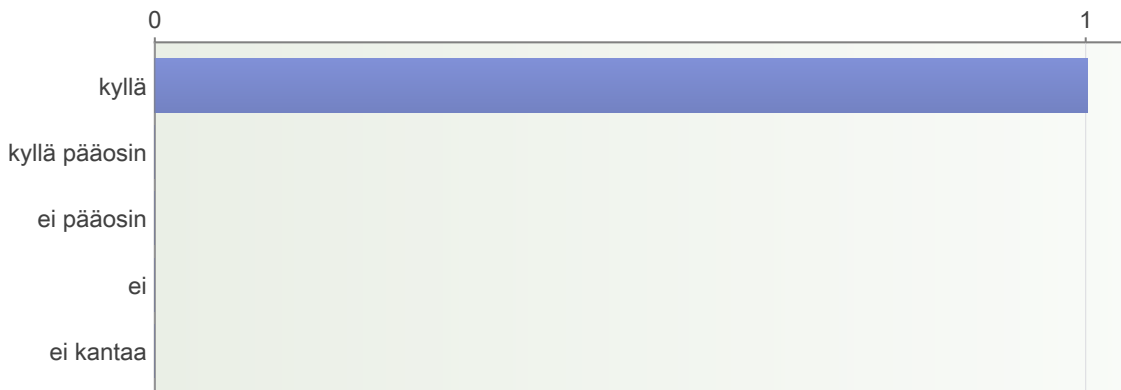 0 1
kyllä
kyllä pääosin
ei pääosin
ei
ei kantaa